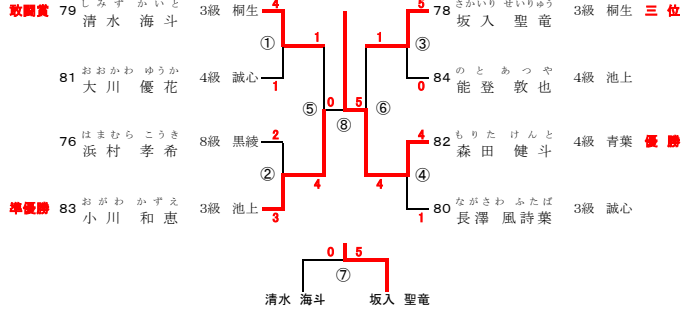 敢闘賞 79 しみず かいと 清水 海斗 3級 桐生 4
① 1
81 おおかわ ゆうか 大川 優花 4級 誠心 1
⑤ 0
76 はまむら こうき 浜村 孝希 8級 黒綾 2
② 4
準優勝 83 おがわ かずえ 小川 和恵 3級 池上 3
⑧
5 78 さかいり せいりゅう 坂入 聖竜 3級 桐生 三位
1 ③
0 84 のと あつや 能登 敦也 4級 池上
5 ⑥
4 82 もりた けんと 森田 健斗 4級 青葉 優勝
4 ④
1 80 ながさわ ふたば 長澤 風詩葉 3級 誠心
0 5
⑦
清水 海斗 坂入 聖竜